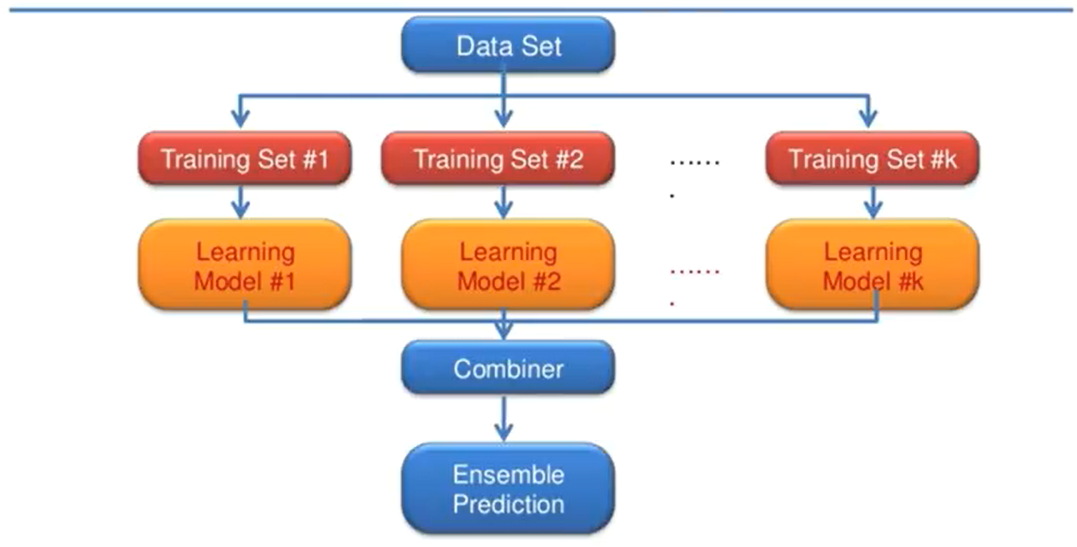 Data Set
Training Set #1
Training Set #2
.......
Training Set #k
Learning
Model #1
Learning
Model #2
.......
Learning
Model #k
Combiner
Ensemble
Prediction